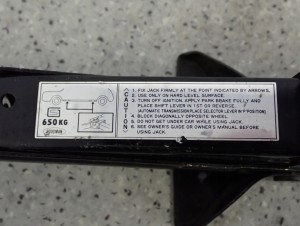 CAUTION
1. FIX JACK FIRMLY AT THE POINT INDICATED BY ARROWS.
2. USE ONLY ON HARD LEVEL SURFACE.
3. TURN OFF IGNITION APPLY PARK BRAKE FULLY AND
PLACE SHIFT LEVER IN 1ST OR REVERSE
(AUTOMATIC TRANSMISSION PLACE SELECTOR LEVER IN P POSITION)
4. BLOCK DIAGONALLY OPPOSITE WHEEL
5. DO NOT GET UNDER CAR WHILE USING JACK.
6. SEE OWNER'S GUIDE OR OWNER'S MANUAL BEFORE
USING JACK.
650KG